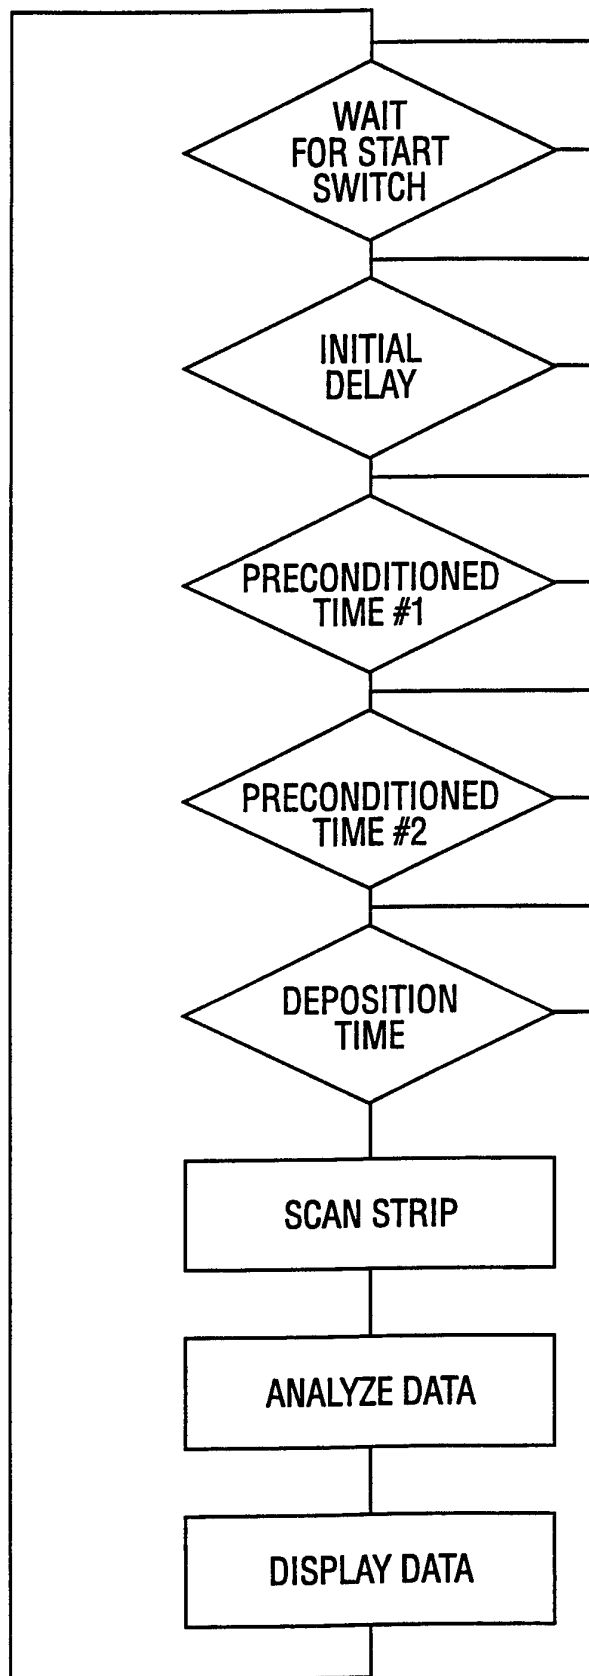 WAIT
FOR START
SWITCH
INITIAL
DELAY
PRECONDITIONED
TIME #1
PRECONDITIONED
TIME #2
DEPOSITION
TIME
SCAN STRIP
ANALYZE DATA
DISPLAY DATA